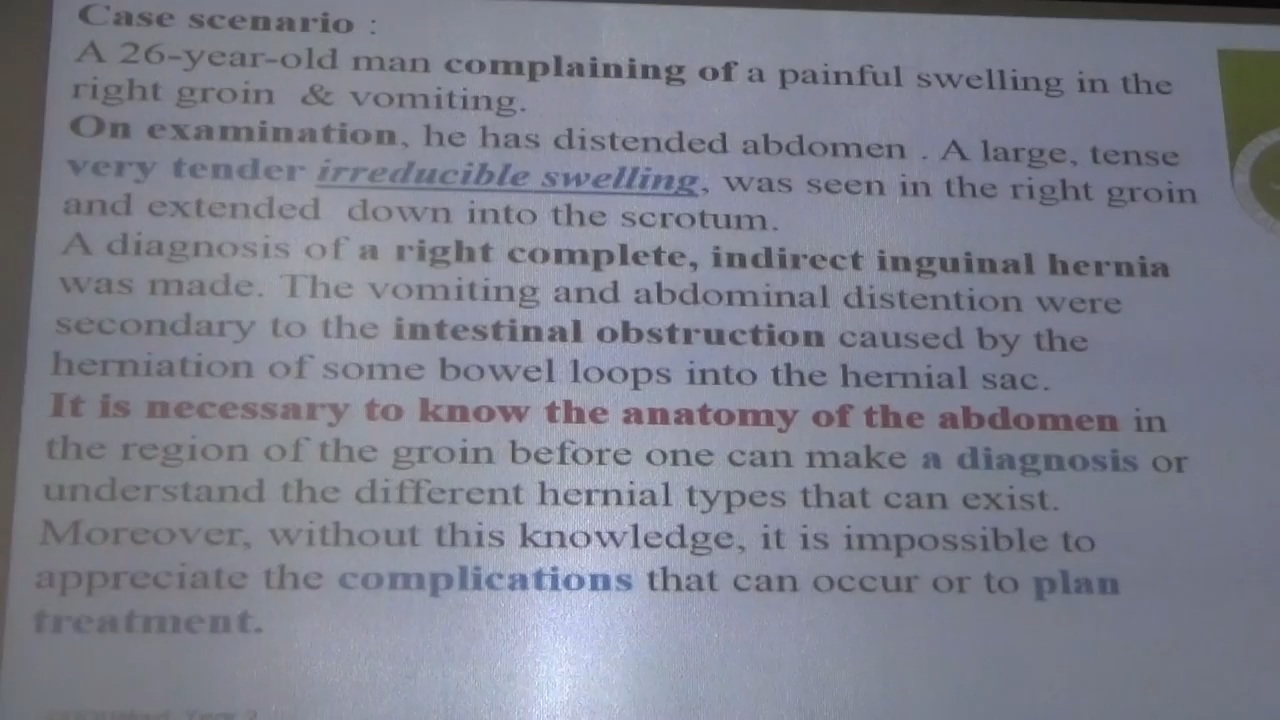 Case scenario :
A 26-year-old man complaining of a painful swelling in the
right groin & vomiting.
On examination, he has distended abdomen . A large, tense
very tender irreducible swelling, was seen in the right groin
and extended down into the scrotum.
A diagnosis of a right complete, indirect inguinal hernia
was made. The vomiting and abdominal distention were
secondary to the intestinal obstruction caused by the
herniation of some bowel loops into the hernial sac.
It is necessary to know the anatomy of the abdomen in
the region of the groin before one can make a diagnosis or
understand the different hernial types that can exist.
Moreover, without this knowledge, it is impossible to
appreciate the complications that can occur or to plan
treatment.